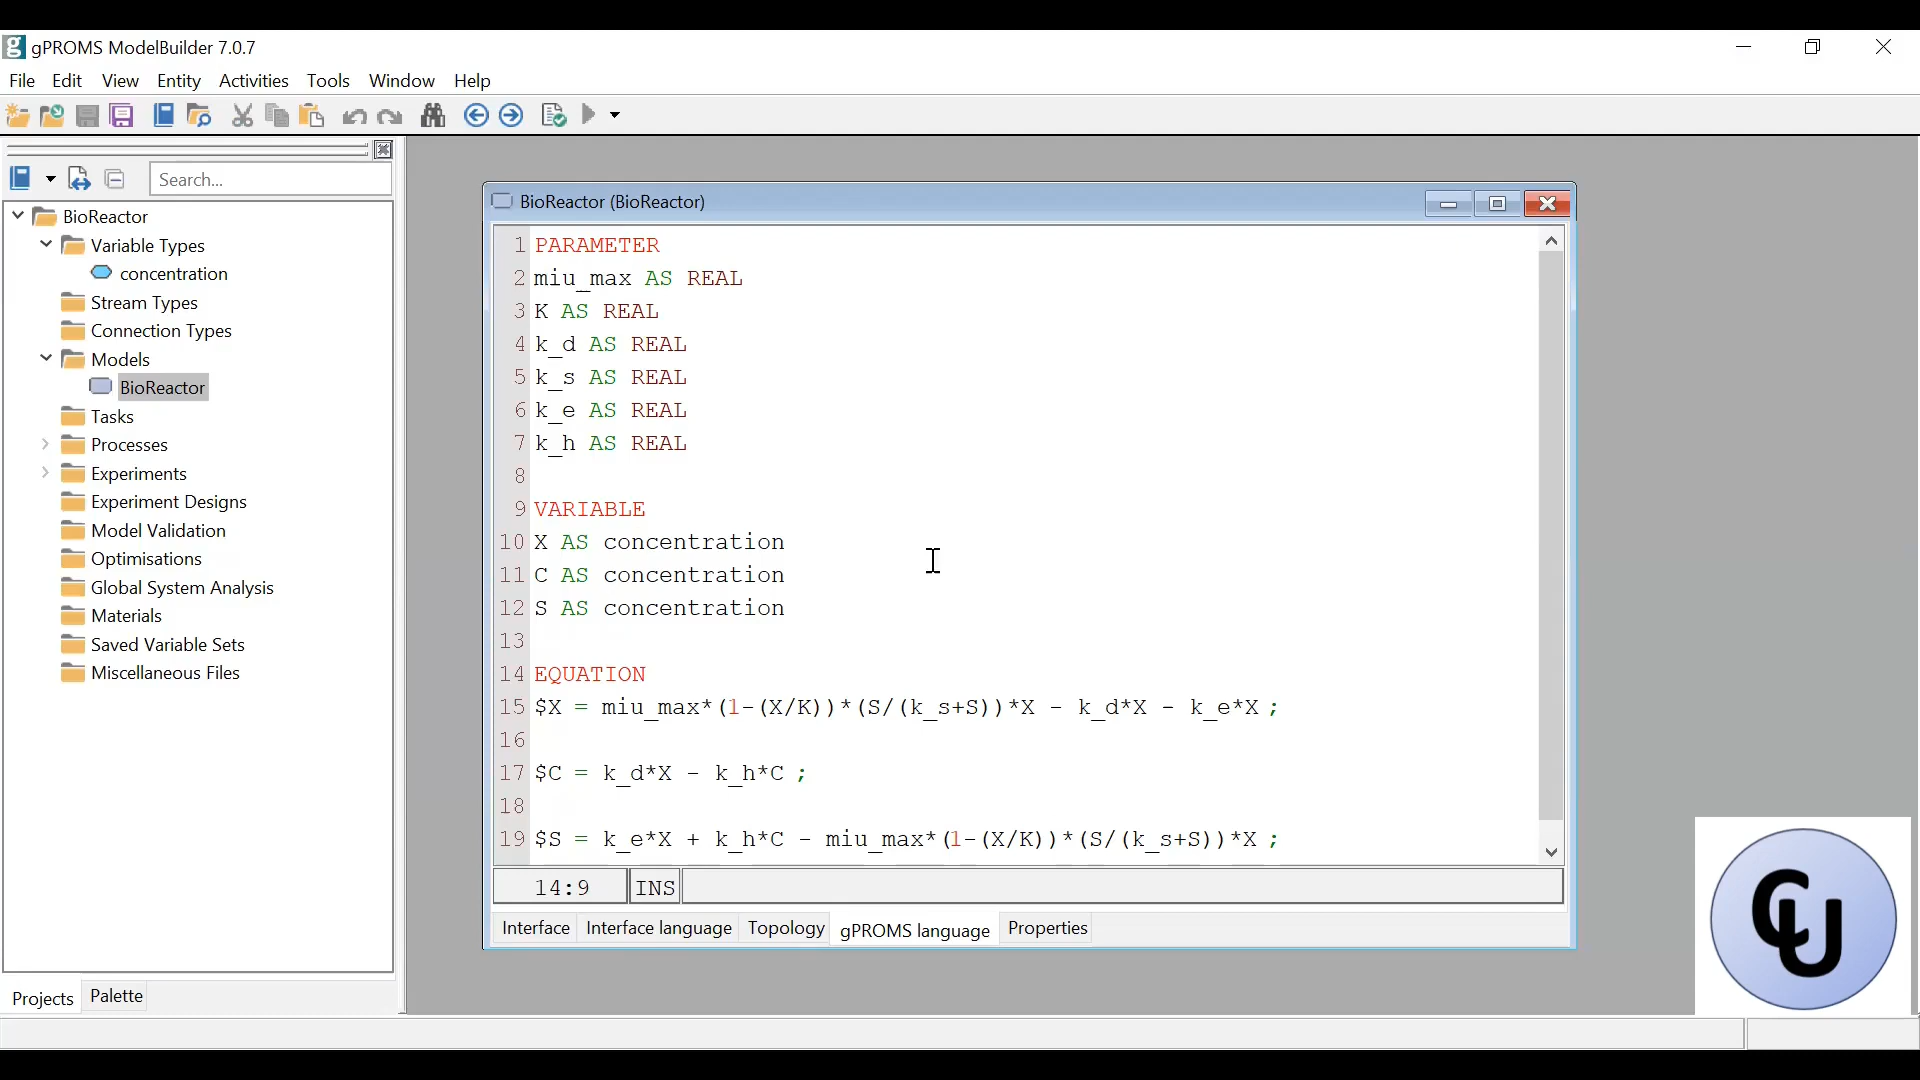 gPROMS ModelBuilder 7.0.7
File Edit View Entity Activities Tools Window Help
Search...
BioReactor
Variable Types
concentration
Stream Types
Connection Types
Models
BioReactor
Tasks
Processes
Experiments
Experiment Designs
Model Validation
Optimisations
Global System Analysis
Materials
Saved Variable Sets
Miscellaneous Files
Projects Palette
BioReactor (BioReactor)
1 PARAMETER
2 miu_max AS REAL
3 K AS REAL
4 k_d AS REAL
5 k_s AS REAL
6 k_e AS REAL
7 k_h AS REAL
8
9 VARIABLE
10 X AS concentration
11 C AS concentration
12 S AS concentration
13
14 EQUATION
15 $X = miu_max*(1-(X/K))*(S/(k_s+S))*X - k_d*X - k_e*X ;
16
17 $C = k_d*X - k_h*C ;
18
19 $S = k_e*X + k_h*C - miu_max*(1-(X/K))*(S/(k_s+S))*X ;
14:9 INS
Interface Interface language Topology gPROMS language Properties
CU